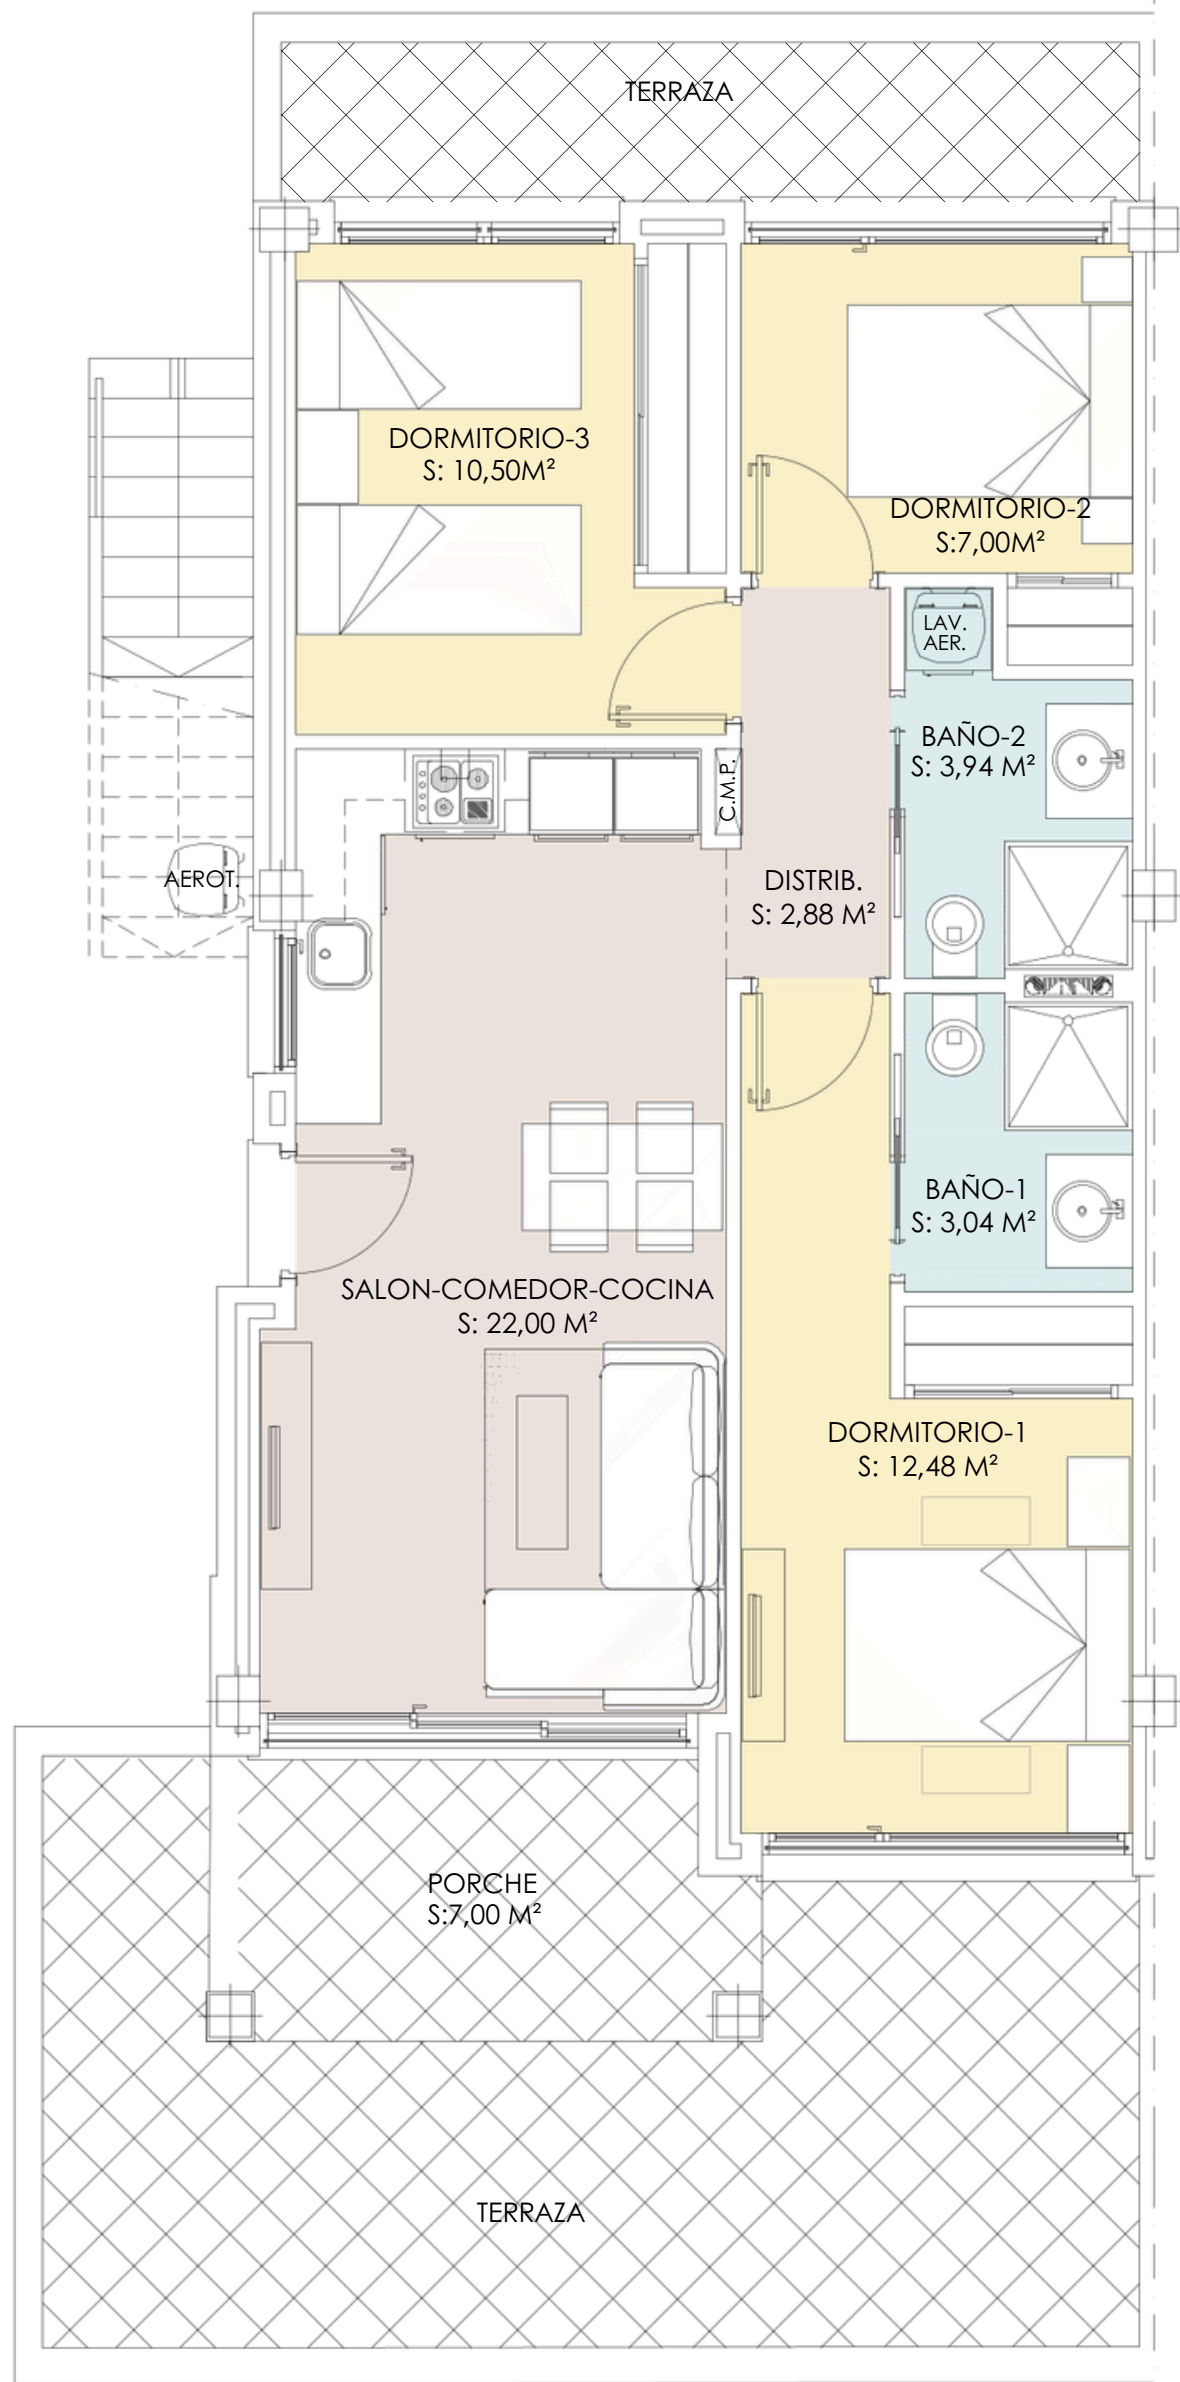 TERRAZA
DORMITORIO-3
S: 10,50M²
DORMITORIO-2
S:7,00M²
LAV.
AER.
BAÑO-2
S: 3,94 M²
C.M.P.
AEROT.
DISTRIB.
S: 2,88 M²
BAÑO-1
S: 3,04 M²
SALON-COMEDOR-COCINA
S: 22,00 M²
DORMITORIO-1
S: 12,48 M²
PORCHE
S:7,00 M²
TERRAZA